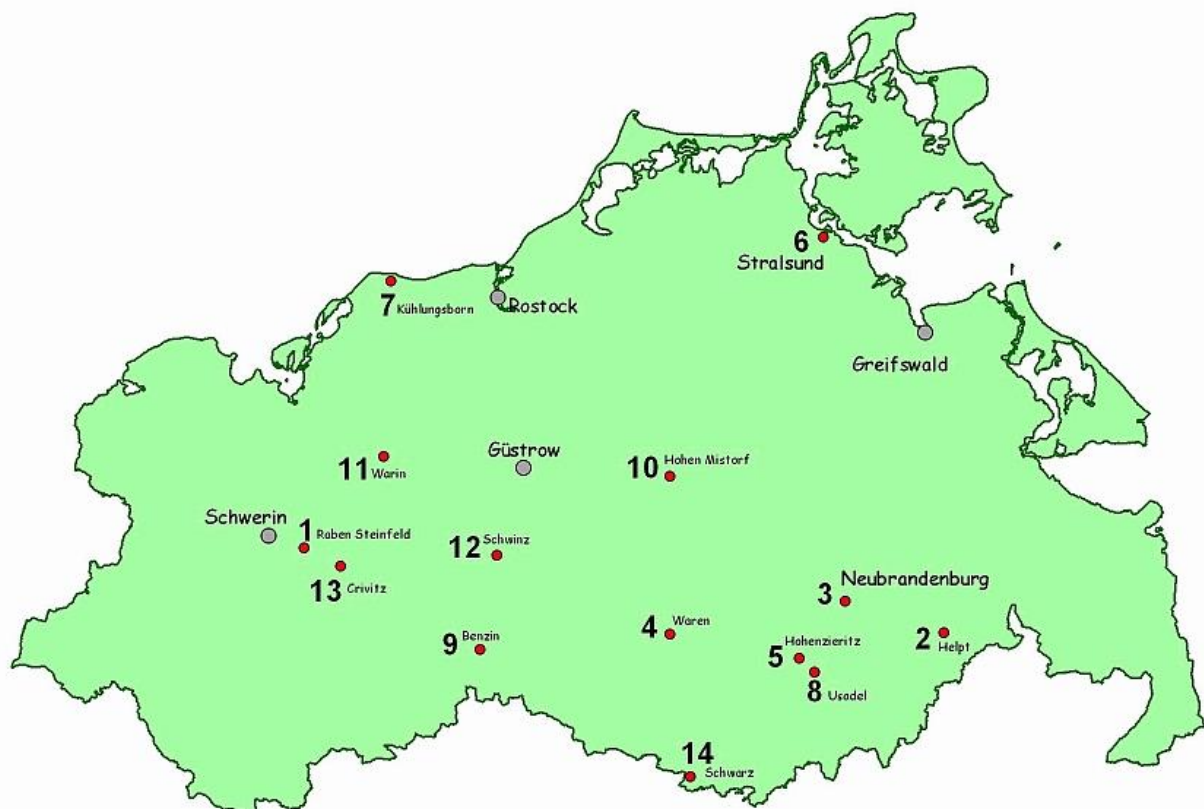 6
Stralsund
7 Kühlungsborn
Rostock
Greifswald
Güstrow
11 Warin
10 Hohen Mistorf
Schwerin
1 Raben Steinfeld
12 Schwinz
13 Crivitz
Neubrandenburg
3
4 Waren
9 Benzin
2 Helpt
5 Hohenzieritz
8 Usadel
14 Schwarz